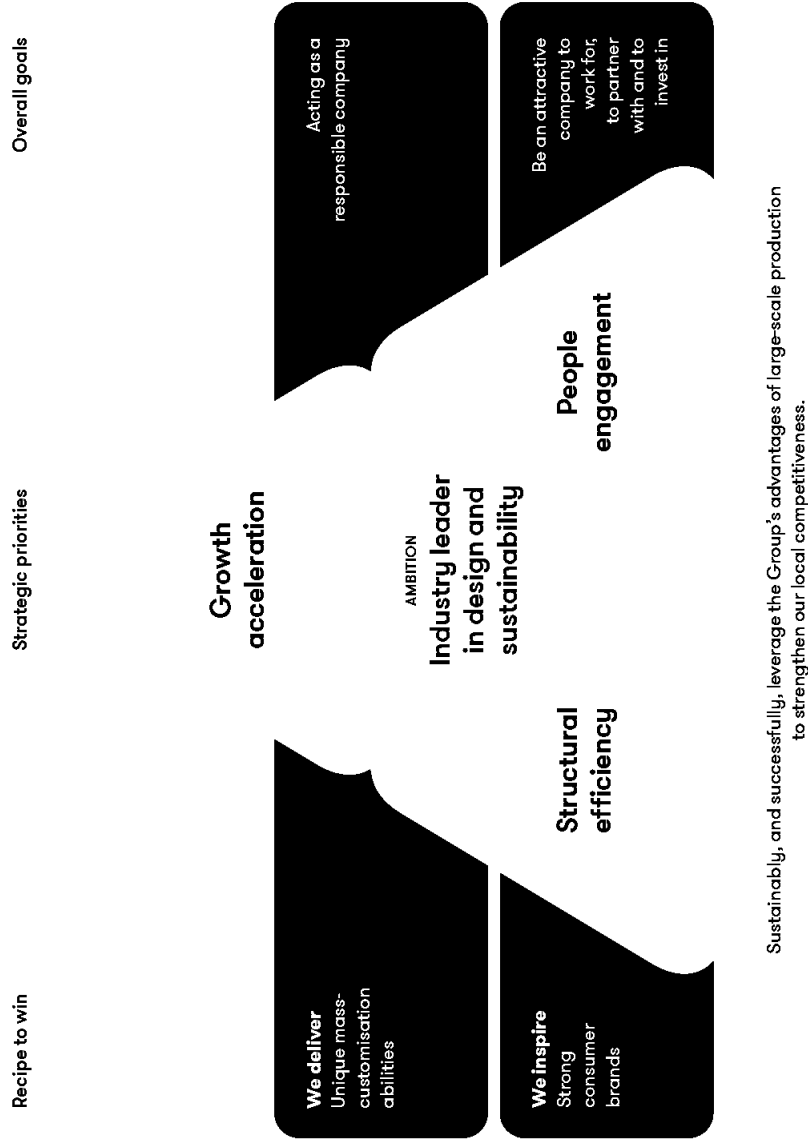 Recipe to win
Strategic priorities
Overall goals
Growth
acceleration
We deliver
Unique mass-
customisation
abilities
AMBITION
Industry leader
in design and
sustainability
Acting as a
responsible company
We inspire
Strong
consumer
brands
Structural
efficiency
People
engagement
Be an attractive
company to
work for,
to partner
with and to
invest in
Sustainably, and successfully, leverage the Group's advantages of large-scale production
to strengthen our local competitiveness.